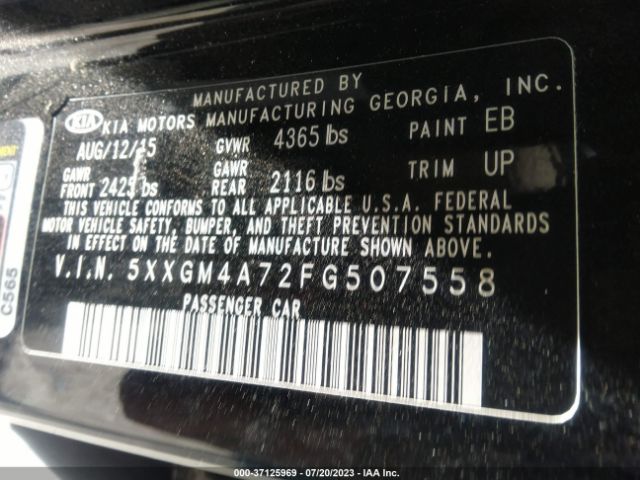 MANUFACTURED BY
KIA KIA MOTORS MANUFACTURING GEORGIA, INC.
AUG/12/15 GVWR 4365 lbs PAINT EB
GAWR FRONT 2425 lbs GAWR REAR 2116 lbs TRIM UP
THIS VEHICLE CONFORMS TO ALL APPLICABLE U.S.A. FEDERAL
MOTOR VEHICLE SAFETY, BUMPER, AND THEFT PREVENTION STANDARDS
IN EFFECT ON THE DATE OF MANUFACTURE SHOWN ABOVE.
V.I.N. 5XXGM4A72FG507558
PASSENGER CAR
C565
000-37125969 - 07/20/2023 - IAA Inc.